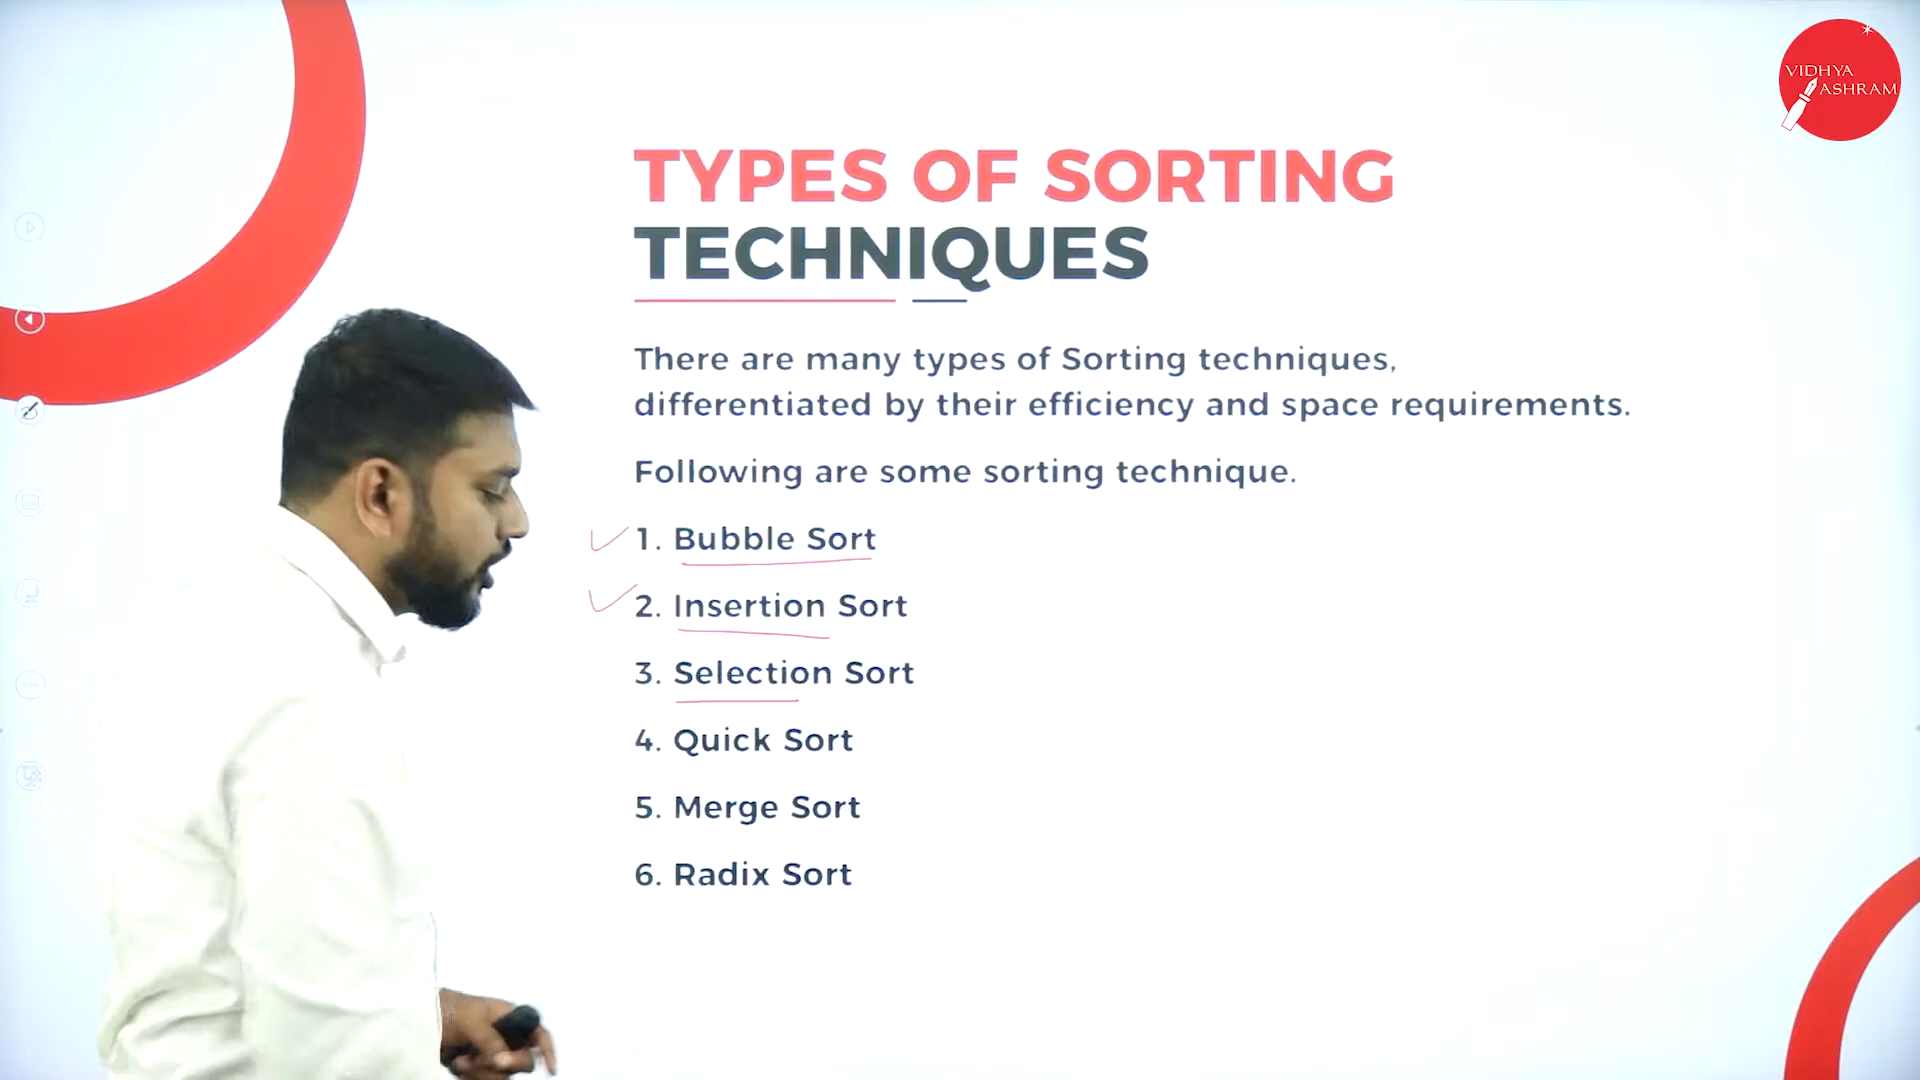 VIDHYA
ASHRAM
TYPES OF SORTING
TECHNIQUES
There are many types of Sorting techniques,
differentiated by their efficiency and space requirements.
Following are some sorting technique.
1. Bubble Sort
2. Insertion Sort
3. Selection Sort
4. Quick Sort
5. Merge Sort
6. Radix Sort